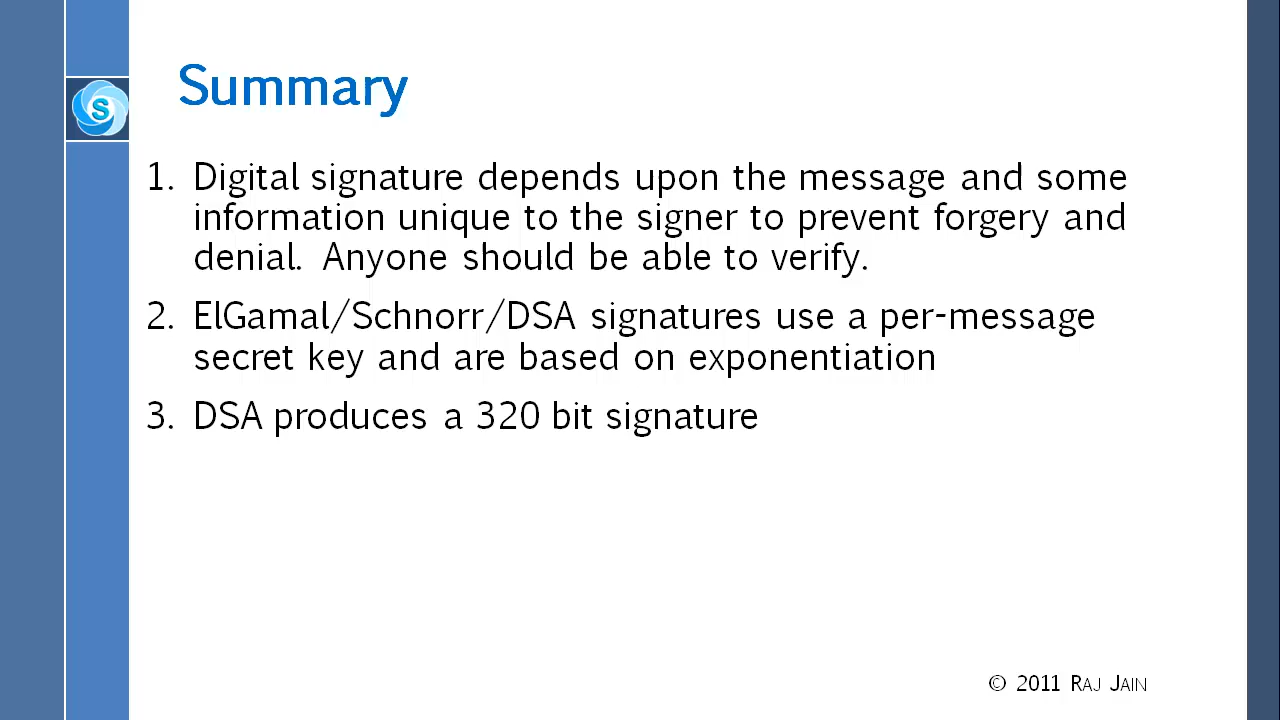 Summary
S
1. Digital signature depends upon the message and some
information unique to the signer to prevent forgery and
denial. Anyone should be able to verify.
2. ElGamal/Schnorr/DSA signatures use a per-message
secret key and are based on exponentiation
3. DSA produces a 320 bit signature
© 2011 RAJ JAIN